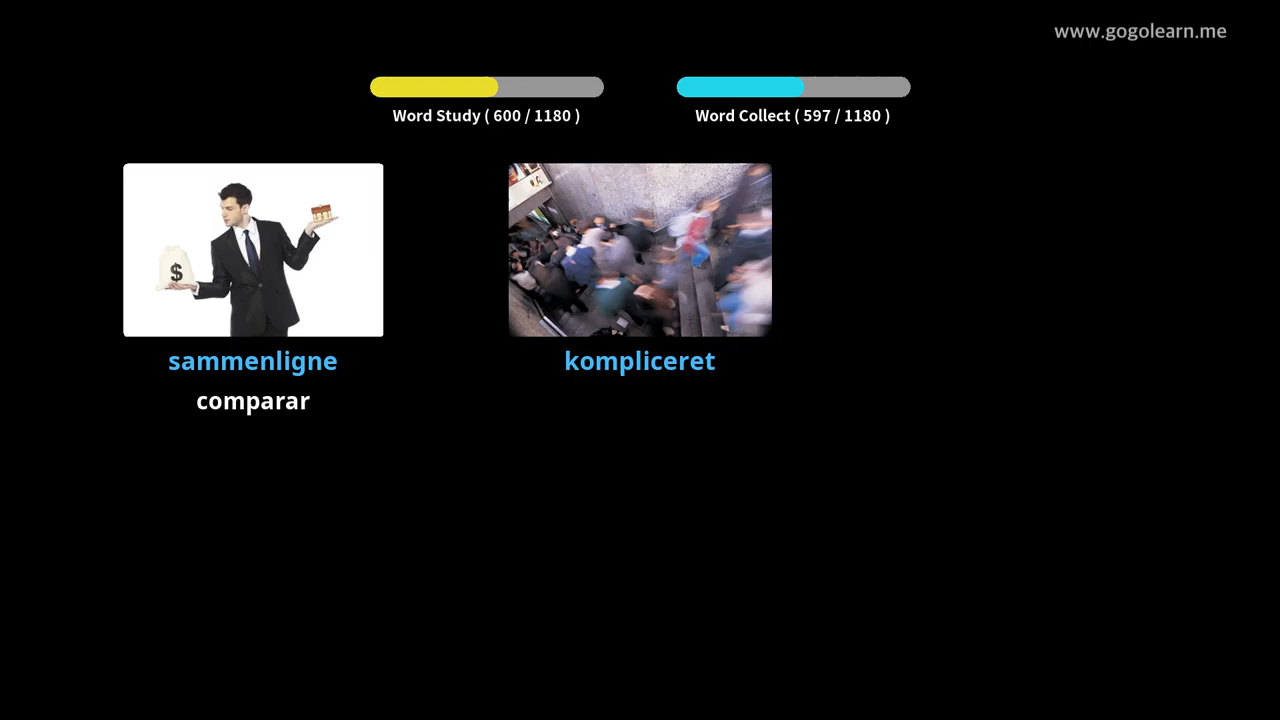 www.gogolearn.me
Word Study ( 600 / 1180 )
Word Collect ( 597 / 1180 )
$
sammenligne
kompliceret
comparar